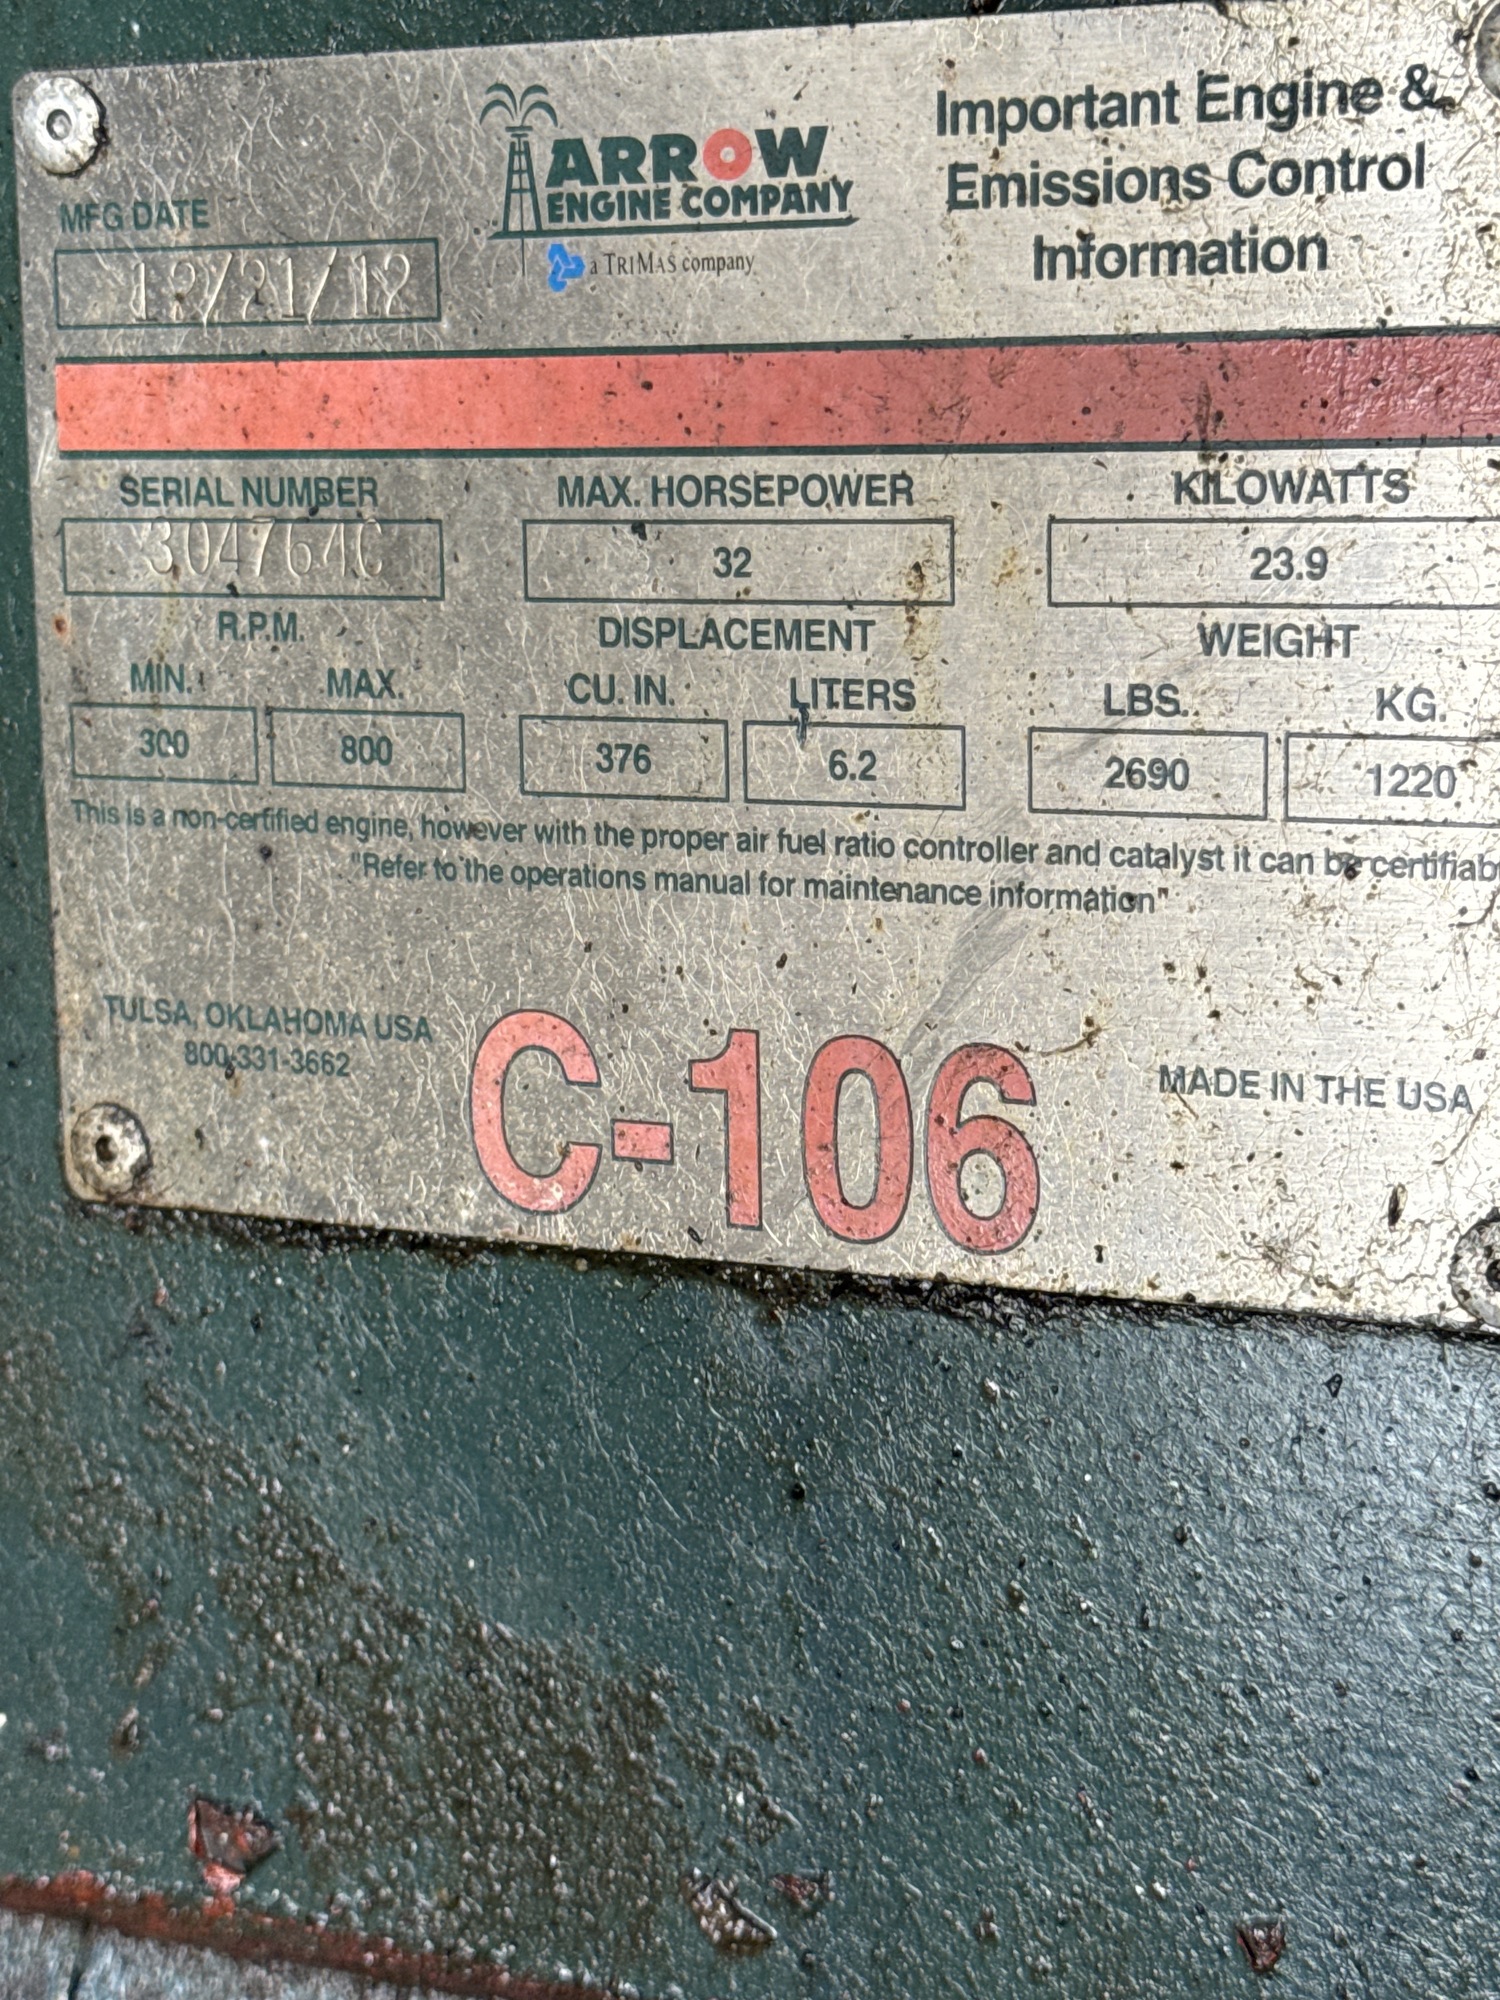 ARROW
ENGINE COMPANY
a TRIMAS company
Important Engine &
Emissions Control
Information
MFG DATE
12/21/12
SERIAL NUMBER
MAX. HORSEPOWER
32
KILOWATTS
23.9
R.P.M.
MIN. MAX.
300 800
DISPLACEMENT
CU. IN. LITERS
376 6.2
WEIGHT
LBS. KG.
2690 1220
This is a non-certified engine, however with the proper air fuel ratio controller and catalyst it can be certifiab
"Refer to the operations manual for maintenance information"
TULSA, OKLAHOMA USA
800-331-3662
C-106
MADE IN THE USA